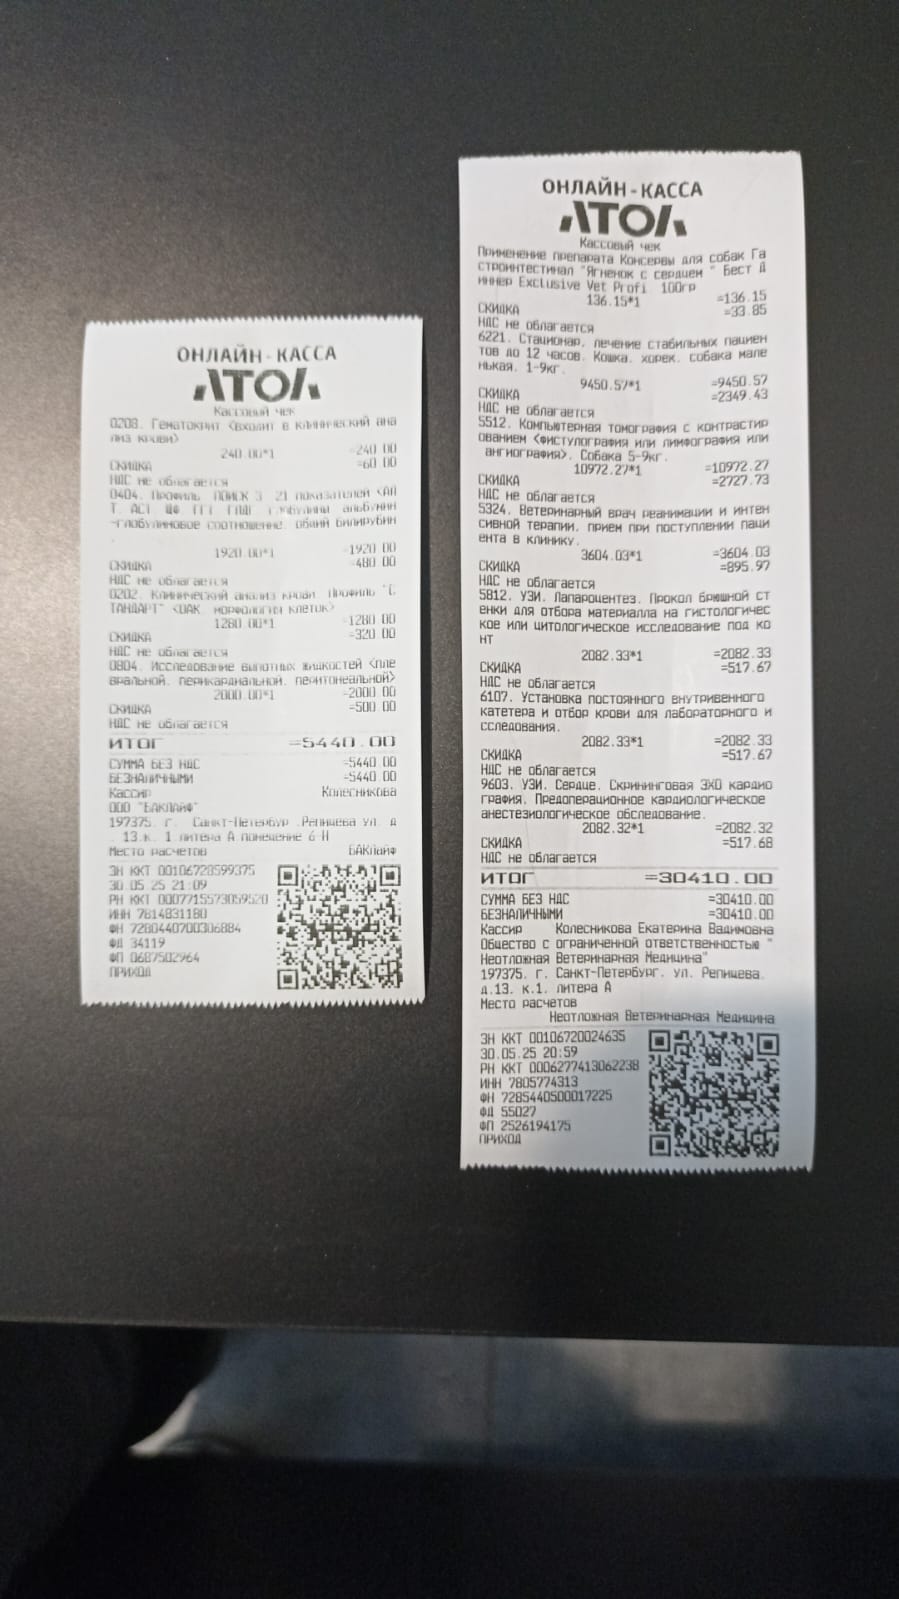 ОНЛАЙН-КАССА
АТОЛ
Кассовый чек
0208. Гематокрит <входит в клинический ана
лиз крови>
240.00*1 =240.00
СКИДКА =60.00
НДС не облагается
0404. Профиль "ПОИСК 3" 21 показателей <АЛ
Т, АСТ, ЩФ, ГГТ, ГЛДГ, глобулины, альбумин
-глобулиновое соотношение, общий билирубин
1920.00*1 =1920.00
СКИДКА =480.00
НДС не облагается
0202. Клинический анализ крови. Профиль "С
ТАНДАРТ" <ОАК, морфология клеток>
1280.00*1 =1280.00
СКИДКА =320.00
НДС не облагается
0804. Исследование выпотных жидкостей <пле
вральной, перикардиальной, перитонеальной>
2000.00*1 =2000.00
СКИДКА =500.00
НДС не облагается
ИТОГ =5440.00
СУММА БЕЗ НДС =5440.00
БЕЗНАЛИЧНЫМИ =5440.00
Кассир Колесникова
ООО "БАКЛАЙФ"
197375, г. Санкт-Петербург, Репищева ул, д
. 13,к. 1 литера А помещение 6-Н
Место расчетов БАКЛайф
ЗН ККТ 00106728599375
30.05.25 21:09
РН ККТ 0007715573059520
ИНН 7814831180
ФН 7280440700306884
ФД 34119
ФП 0687502964
ПРИХОД
ОНЛАЙН-КАССА
АТОЛ
Кассовый чек
Применение препарата Консервы для собак Га
строинтестинал "Ягненок с сердцем " Бест Д
иннер Exclusive Vet Profi 100гр
136.15*1 =136.15
СКИДКА =33.85
НДС не облагается
6221. Стационар, лечение стабильных пациен
тов до 12 часов. Кошка, хорек, собака мале
нькая, 1-9кг.
9450.57*1 =9450.57
СКИДКА =2349.43
НДС не облагается
5512. Компьютерная томография с контрастир
ованием <фистулография или лимфография или
ангиография>. Собака 5-9кг.
10972.27*1 =10972.27
СКИДКА =2727.73
НДС не облагается
5324. Ветеринарный врач реанимации и интен
сивной терапии, прием при поступлении паци
ента в клинику.
3604.03*1 =3604.03
СКИДКА =895.97
НДС не облагается
5812. УЗИ. Лапароцентез. Прокол брюшной ст
енки для отбора материалла на гистологичес
кое или цитологическое исследование под ко
нт
2082.33*1 =2082.33
СКИДКА =517.67
НДС не облагается
6107. Установка постоянного внутривенного
катетера и отбор крови для лабораторного и
сследования.
2082.33*1 =2082.33
СКИДКА =517.67
НДС не облагается
9603. УЗИ. Сердце. Скрининговая ЭХО кардио
графия. Предоперационное кардиологическое
анестезиологическое обследование.
2082.32*1 =2082.32
СКИДКА =517.68
НДС не облагается
ИТОГ =30410.00
СУММА БЕЗ НДС =30410.00
БЕЗНАЛИЧНЫМИ =30410.00
Кассир Колесникова Екатерина Вадимовна
Общество с ограниченной ответственностью "
Неотложная Ветеринарная Медицина"
197375, г. Санкт-Петербург, ул. Репищева,
д.13, к.1, литера А
Место расчетов
Неотложная Ветеринарная Медицина
ЗН ККТ 00106720024635
30.05.25 20:59
РН ККТ 0006277413062238
ИНН 7805774313
ФН 7285440500017225
ФД 55027
ФП 2526194175
ПРИХОД